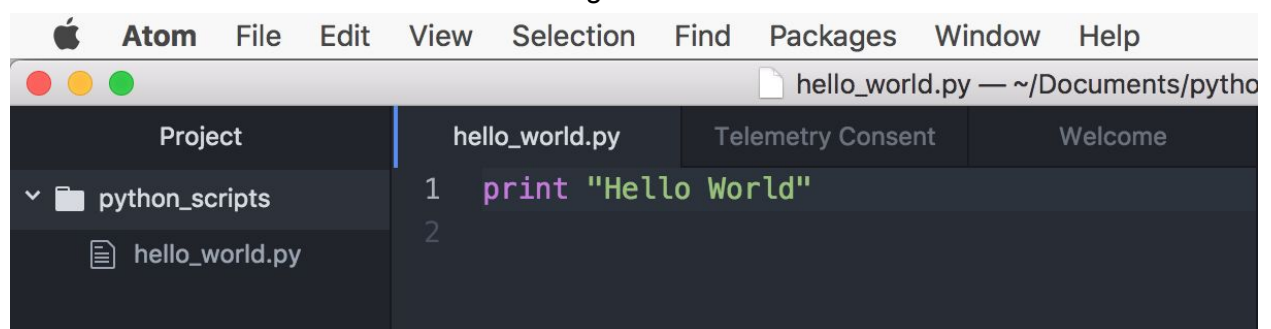 Atom File Edit View Selection Find Packages Window Help
hello_world.py — ~/Documents/pytho
Project
hello_world.py Telemetry Consent Welcome
python_scripts
1 print "Hello World"
hello_world.py
2